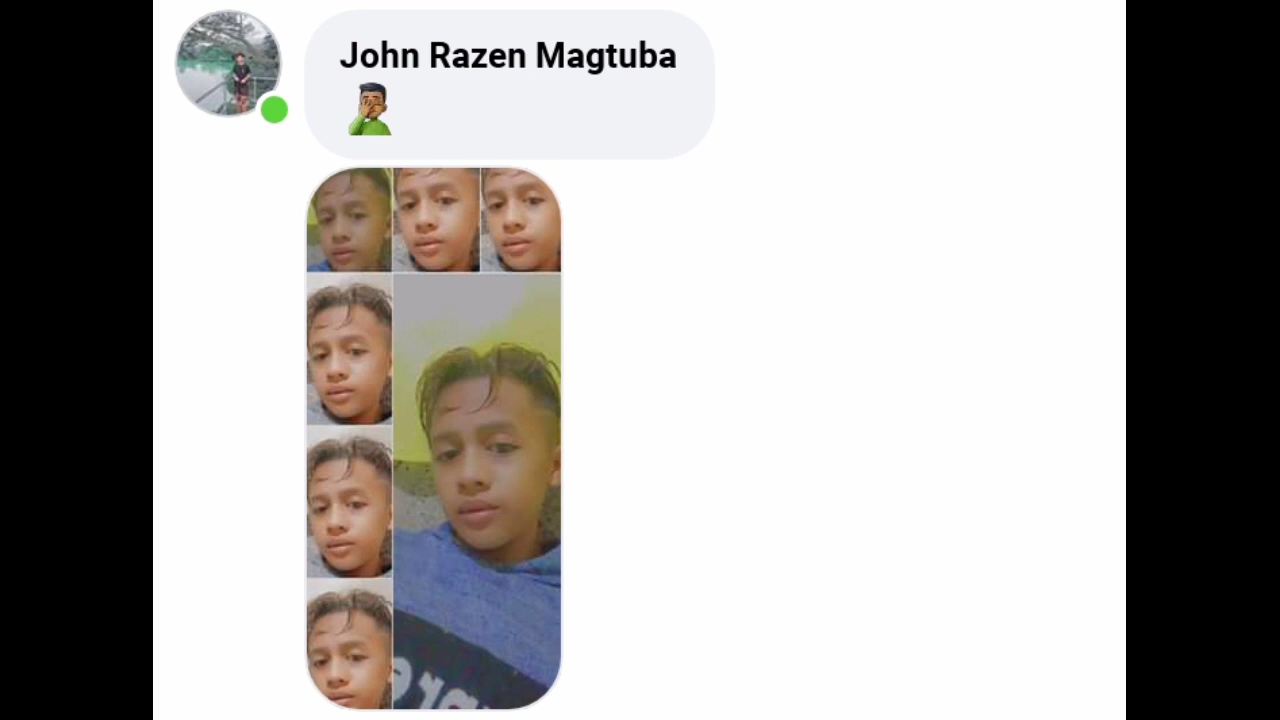 John Razen Magtuba
🤦🏾‍♂️